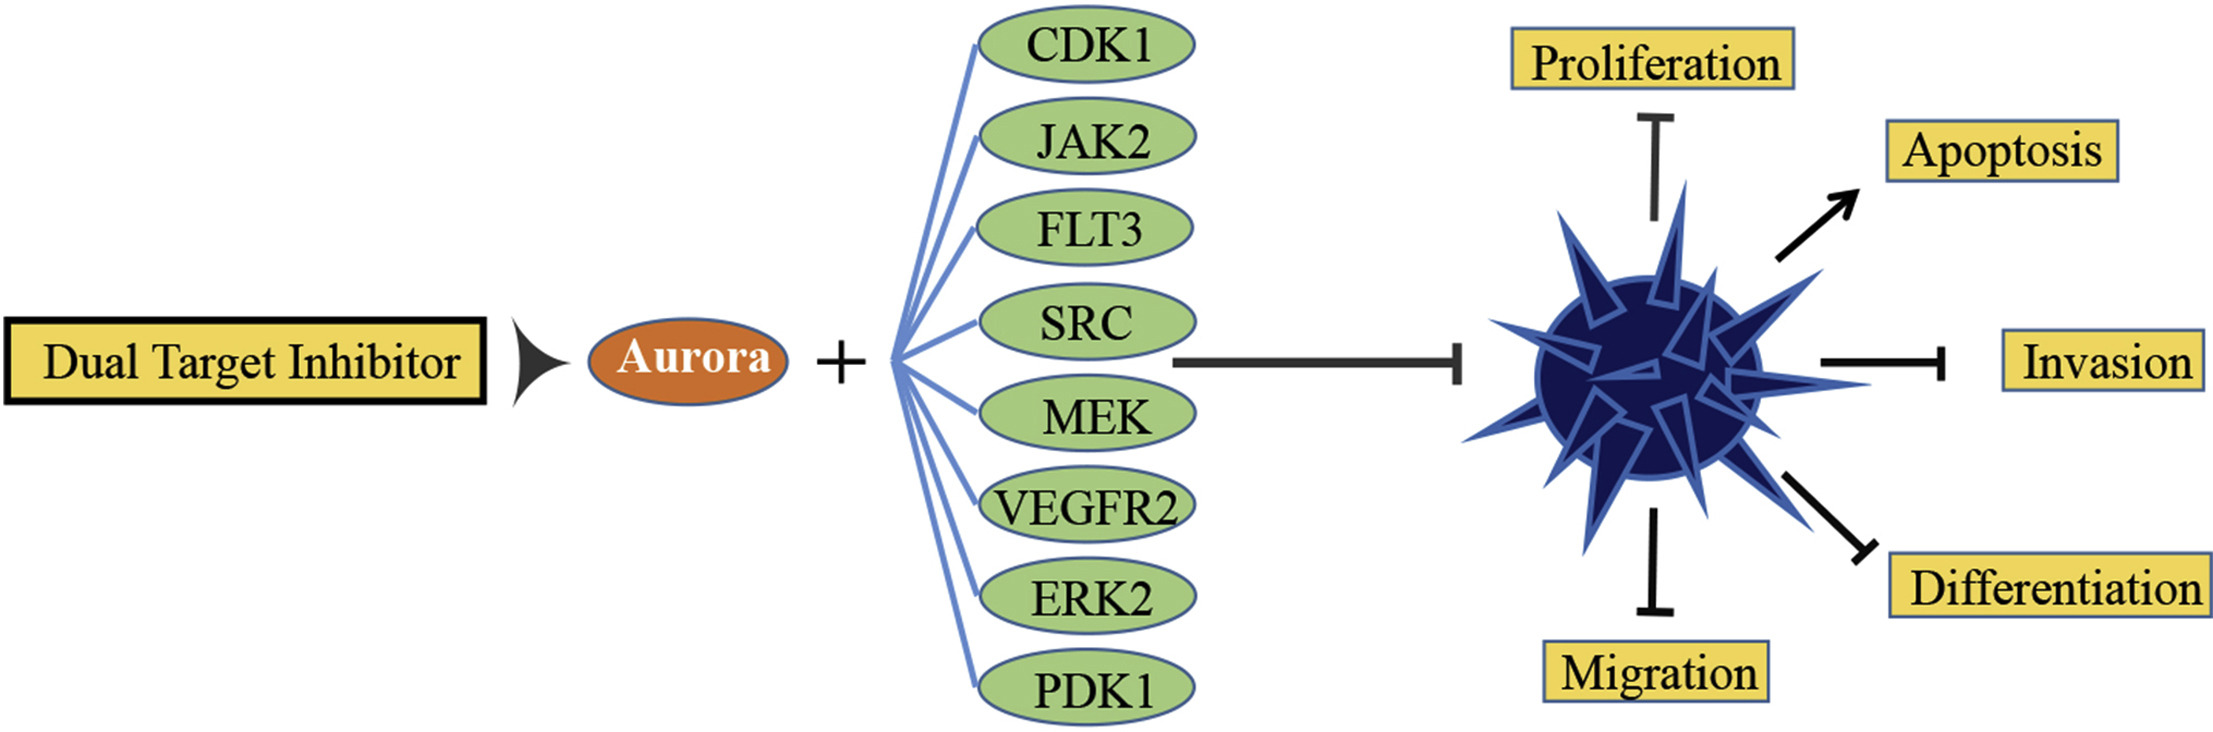 Dual Target Inhibitor
Aurora
+
CDK1
JAK2
FLT3
SRC
MEK
VEGFR2
ERK2
PDK1
Proliferation
Apoptosis
Invasion
Differentiation
Migration